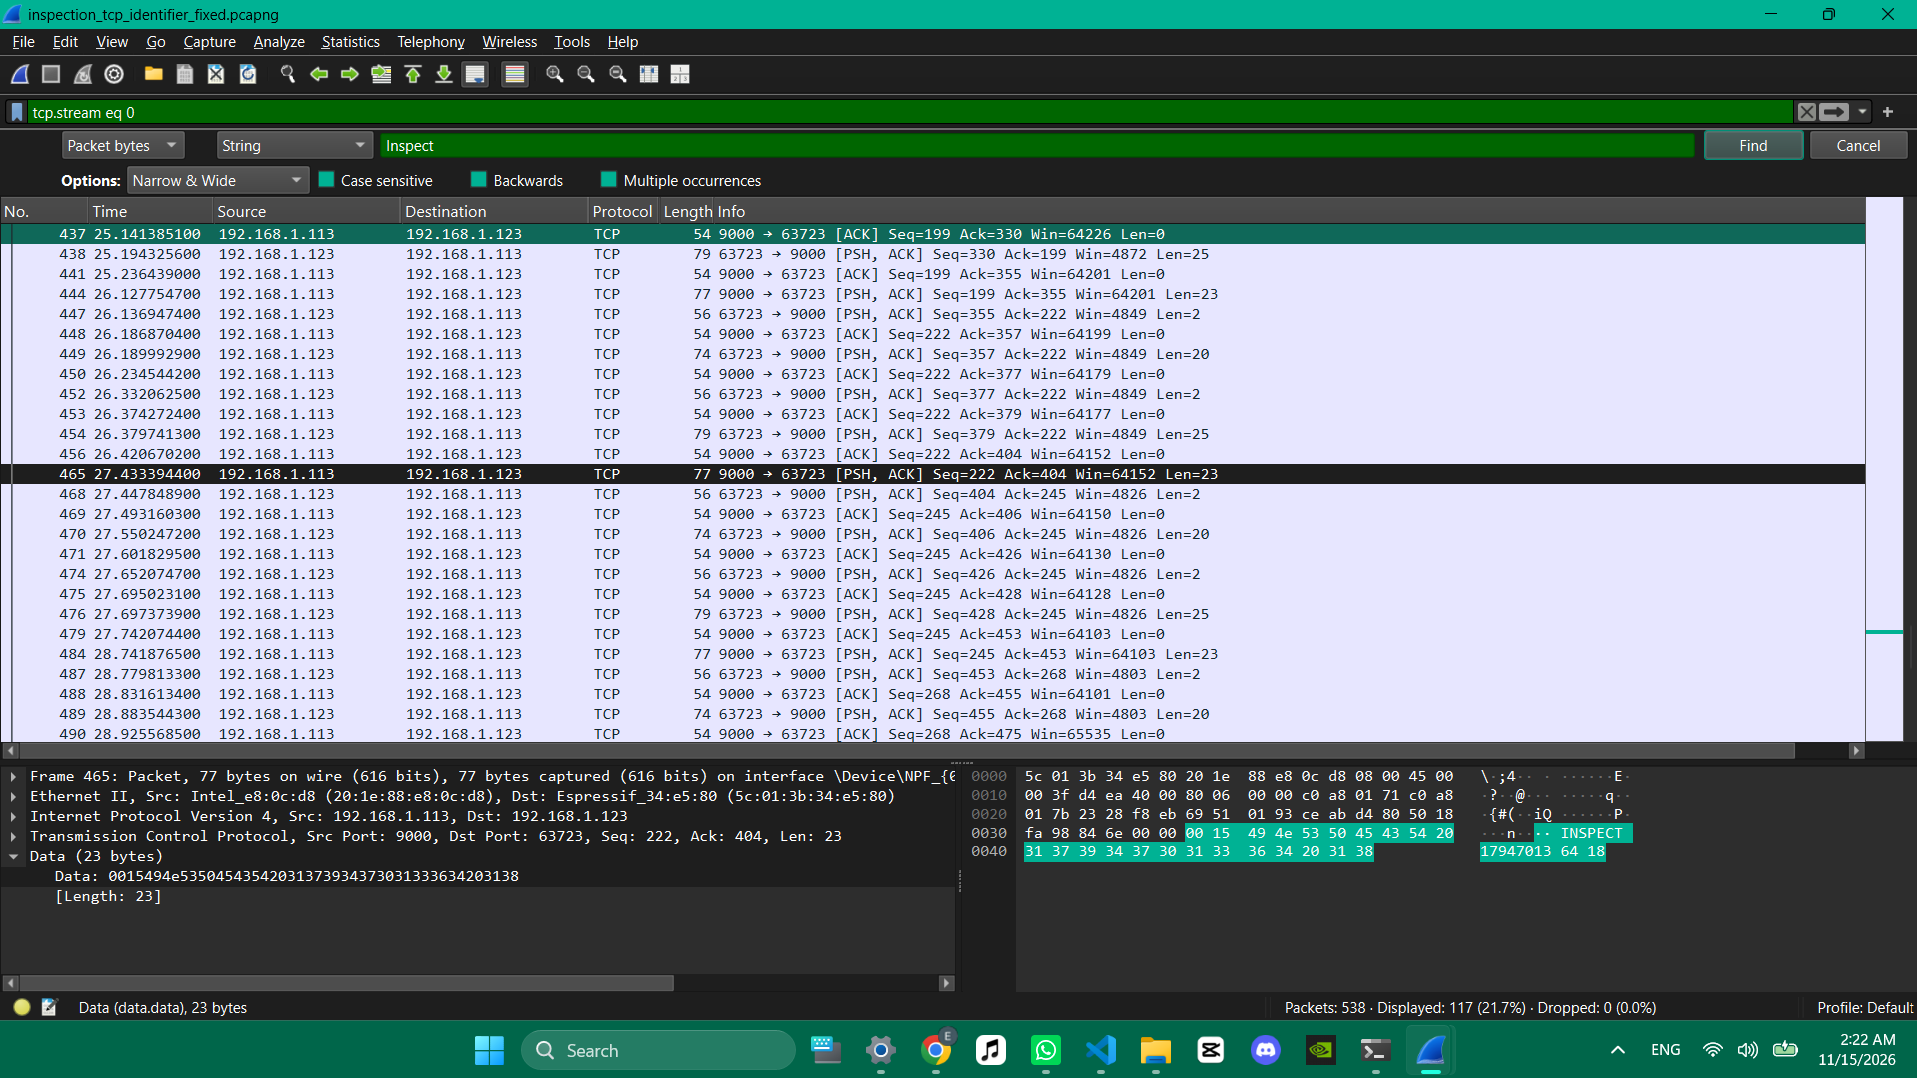 inspection_tcp_identifier_fixed.pcapng
File Edit View Go Capture Analyze Statistics Telephony Wireless Tools Help
tcp.stream eq 0
Packet bytes String Inspect Find Cancel
Options: Narrow & Wide Case sensitive Backwards Multiple occurrences
No. Time Source Destination Protocol Length Info
437 25.141385100 192.168.1.113 192.168.1.123 TCP 54 9000 → 63723 [ACK] Seq=199 Ack=330 Win=64226 Len=0
438 25.194325600 192.168.1.123 192.168.1.113 TCP 79 63723 → 9000 [PSH, ACK] Seq=330 Ack=199 Win=4872 Len=25
441 25.236439000 192.168.1.113 192.168.1.123 TCP 54 9000 → 63723 [ACK] Seq=199 Ack=355 Win=64201 Len=0
444 26.127754700 192.168.1.113 192.168.1.123 TCP 77 9000 → 63723 [PSH, ACK] Seq=199 Ack=355 Win=64201 Len=23
447 26.136947400 192.168.1.123 192.168.1.113 TCP 56 63723 → 9000 [PSH, ACK] Seq=355 Ack=222 Win=4849 Len=2
448 26.186870400 192.168.1.113 192.168.1.123 TCP 54 9000 → 63723 [ACK] Seq=222 Ack=357 Win=64199 Len=0
449 26.189992900 192.168.1.123 192.168.1.113 TCP 74 63723 → 9000 [PSH, ACK] Seq=357 Ack=222 Win=4849 Len=20
450 26.234544200 192.168.1.113 192.168.1.123 TCP 54 9000 → 63723 [ACK] Seq=222 Ack=377 Win=64179 Len=0
452 26.332062500 192.168.1.123 192.168.1.113 TCP 56 63723 → 9000 [PSH, ACK] Seq=377 Ack=222 Win=4849 Len=2
453 26.374272400 192.168.1.113 192.168.1.123 TCP 54 9000 → 63723 [ACK] Seq=222 Ack=379 Win=64177 Len=0
454 26.379741300 192.168.1.123 192.168.1.113 TCP 79 63723 → 9000 [PSH, ACK] Seq=379 Ack=222 Win=4849 Len=25
456 26.420670200 192.168.1.113 192.168.1.123 TCP 54 9000 → 63723 [ACK] Seq=222 Ack=404 Win=64152 Len=0
465 27.433394400 192.168.1.113 192.168.1.123 TCP 77 9000 → 63723 [PSH, ACK] Seq=222 Ack=404 Win=64152 Len=23
468 27.447848900 192.168.1.123 192.168.1.113 TCP 56 63723 → 9000 [PSH, ACK] Seq=404 Ack=245 Win=4826 Len=2
469 27.493160300 192.168.1.113 192.168.1.123 TCP 54 9000 → 63723 [ACK] Seq=245 Ack=406 Win=64150 Len=0
470 27.550247200 192.168.1.123 192.168.1.113 TCP 74 63723 → 9000 [PSH, ACK] Seq=406 Ack=245 Win=4826 Len=20
471 27.601829500 192.168.1.113 192.168.1.123 TCP 54 9000 → 63723 [ACK] Seq=245 Ack=426 Win=64130 Len=0
474 27.652074700 192.168.1.123 192.168.1.113 TCP 56 63723 → 9000 [PSH, ACK] Seq=426 Ack=245 Win=4826 Len=2
475 27.695023100 192.168.1.113 192.168.1.123 TCP 54 9000 → 63723 [ACK] Seq=245 Ack=428 Win=64128 Len=0
476 27.697373900 192.168.1.123 192.168.1.113 TCP 79 63723 → 9000 [PSH, ACK] Seq=428 Ack=245 Win=4826 Len=25
479 27.742074400 192.168.1.113 192.168.1.123 TCP 54 9000 → 63723 [ACK] Seq=245 Ack=453 Win=64103 Len=0
484 28.741876500 192.168.1.113 192.168.1.123 TCP 77 9000 → 63723 [PSH, ACK] Seq=245 Ack=453 Win=64103 Len=23
487 28.779813300 192.168.1.123 192.168.1.113 TCP 56 63723 → 9000 [PSH, ACK] Seq=453 Ack=268 Win=4803 Len=2
488 28.831613400 192.168.1.113 192.168.1.123 TCP 54 9000 → 63723 [ACK] Seq=268 Ack=455 Win=64101 Len=0
489 28.883544300 192.168.1.123 192.168.1.113 TCP 74 63723 → 9000 [PSH, ACK] Seq=455 Ack=268 Win=4803 Len=20
490 28.925568500 192.168.1.113 192.168.1.123 TCP 54 9000 → 63723 [ACK] Seq=268 Ack=475 Win=65535 Len=0
Frame 465: Packet, 77 bytes on wire (616 bits), 77 bytes captured (616 bits) on interface \Device\NPF_{0
Ethernet II, Src: Intel_e8:0c:d8 (20:1e:88:e8:0c:d8), Dst: Espressif_34:e5:80 (5c:01:3b:34:e5:80)
Internet Protocol Version 4, Src: 192.168.1.113, Dst: 192.168.1.123
Transmission Control Protocol, Src Port: 9000, Dst Port: 63723, Seq: 222, Ack: 404, Len: 23
Data (23 bytes)
Data: 0015494e53504543542031373934373031333634203138
[Length: 23]
0000 5c 01 3b 34 e5 80 20 1e 88 e8 0c d8 08 00 45 00 \·;4·· · ······E·
0010 00 3f d4 ea 40 00 80 06 00 00 c0 a8 01 71 c0 a8 ·?··@··· ·····q··
0020 01 7b 23 28 f8 eb 69 51 01 93 ce ab d4 80 50 18 ·{#(··iQ ······P·
0030 fa 98 84 6e 00 00 00 15 49 4e 53 50 45 43 54 20 ···n···· INSPECT
0040 31 37 39 34 37 30 31 33 36 34 20 31 38 17947013 64 18
Data (data.data), 23 bytes
Packets: 538 · Displayed: 117 (21.7%) · Dropped: 0 (0.0%)
Profile: Default
Search
E
ENG
2:22 AM
11/15/2026